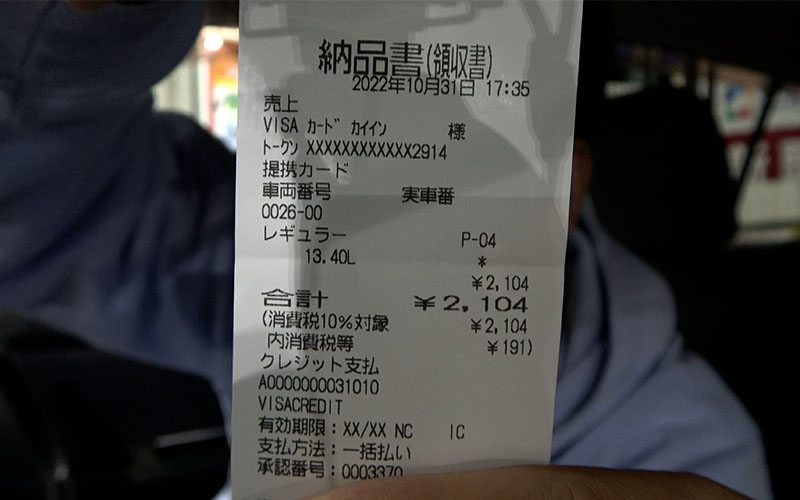 納品書(領収書)
2022年10月31日 17:35
売上
VISA カード カイイン 様
トークン XXXXXXXXXXXX2914
提携カード
車両番号 実車番
0026-00
レギュラー P-04
13.40L *
¥2,104
合計 ¥2,104
(消費税10%対象 ¥2,104
内消費税等 ¥191)
クレジット支払
A0000000031010
VISACREDIT
有効期限:XX/XX NC IC
支払方法:一括払い
承認番号:0003370